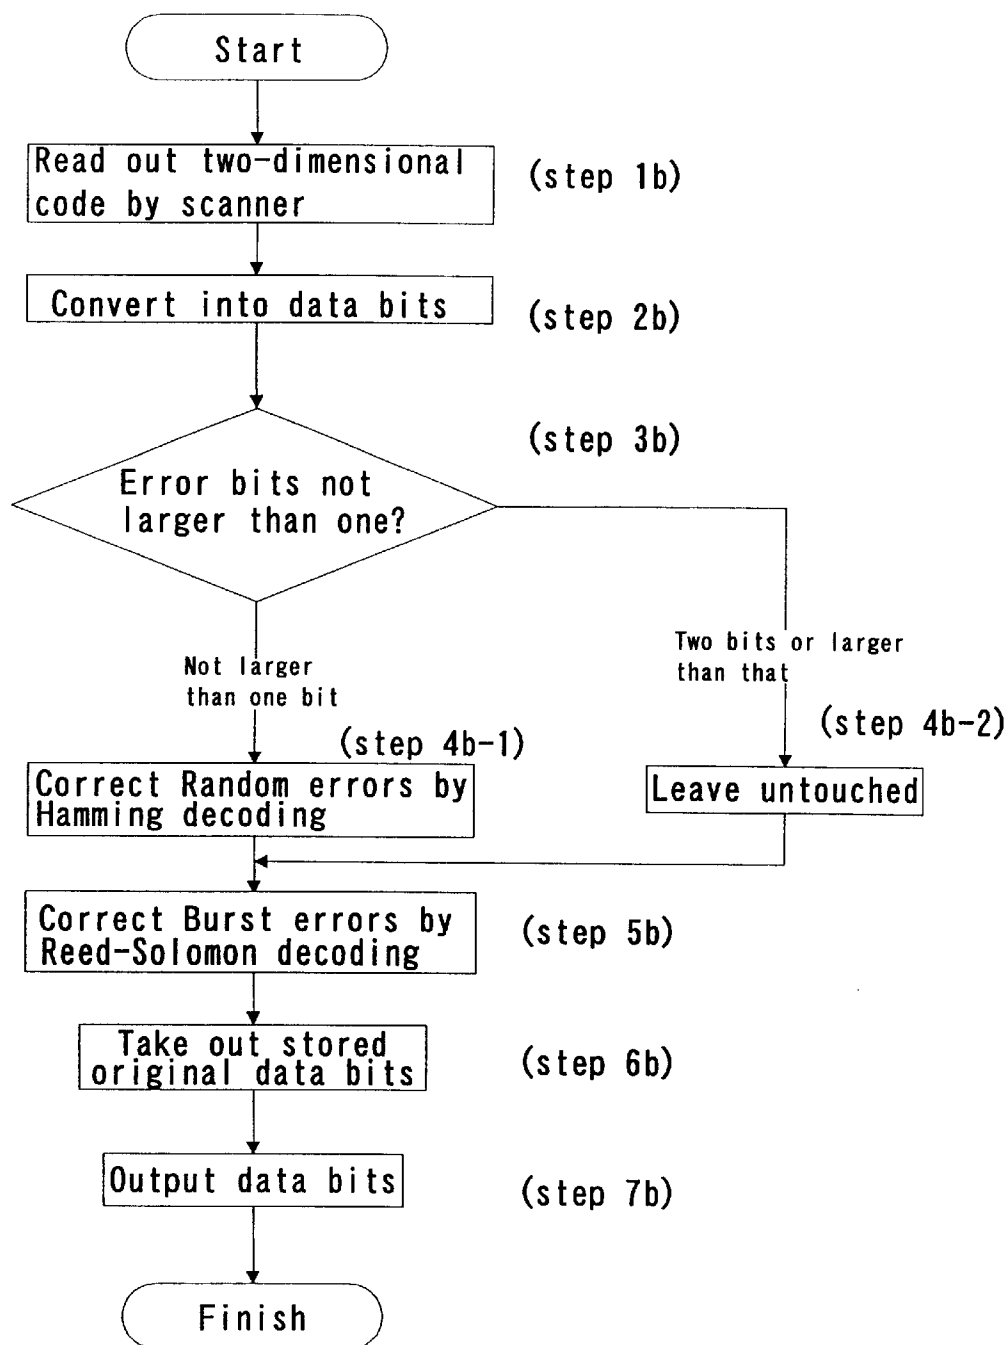 Start
Read out two-dimensional
code by scanner
(step 1b)
Convert into data bits
(step 2b)
(step 3b)
Error bits not
larger than one?
Two bits or larger
than that
Not larger
than one bit
(step 4b-2)
(step 4b-1)
Correct Random errors by
Hamming decoding
Leave untouched
Correct Burst errors by
Reed-Solomon decoding
(step 5b)
Take out stored
original data bits
(step 6b)
Output data bits
(step 7b)
Finish